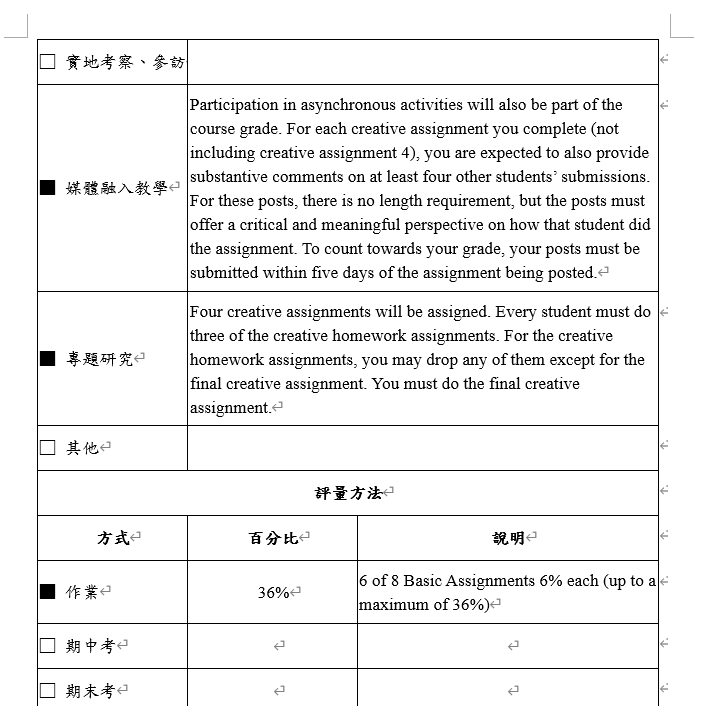 □ 實地考察、參訪
Participation in asynchronous activities will also be part of the
course grade. For each creative assignment you complete (not
including creative assignment 4), you are expected to also provide
■ 媒體融入教學
substantive comments on at least four other students’ submissions.
For these posts, there is no length requirement, but the posts must
offer a critical and meaningful perspective on how that student did
the assignment. To count towards your grade, your posts must be
submitted within five days of the assignment being posted.
Four creative assignments will be assigned. Every student must do
three of the creative homework assignments. For the creative
■ 專題研究
homework assignments, you may drop any of them except for the
final creative assignment. You must do the final creative
assignment.
□ 其他
評量方法
方式 百分比 說明
■ 作業 36%
6 of 8 Basic Assignments 6% each (up to a
maximum of 36%)
□ 期中考
□ 期末考